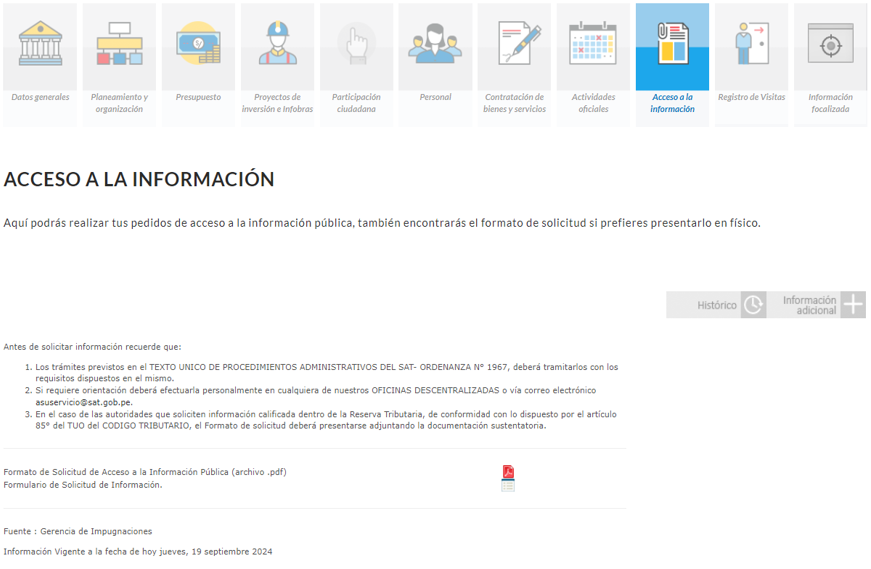 Datos generales
Planeamiento y
organización
Presupuesto
Proyectos de
inversión e Infobras
Participación
ciudadana
Personal
Contratación de
bienes y servicios
Actividades
oficiales
Acceso a la
información
Registro de Visitas
Información
focalizada
ACCESO A LA INFORMACIÓN
Aquí podrás realizar tus pedidos de acceso a la información pública, también encontrarás el formato de solicitud si prefieres presentarlo en físico.
Histórico
Información
adicional
Antes de solicitar información recuerde que:
1. Los trámites previstos en el TEXTO UNICO DE PROCEDIMIENTOS ADMINISTRATIVOS DEL SAT- ORDENANZA N° 1967, deberá tramitarlos con los
requisitos dispuestos en el mismo.
2. Si requiere orientación deberá efectuarla personalmente en cualquiera de nuestros OFICINAS DESCENTRALIZADAS o vía correo electrónico
asuservicio@sat.gob.pe.
3. En el caso de las autoridades que soliciten información calificada dentro de la Reserva Tributaria, de conformidad con lo dispuesto por el artículo
85° del TUO del CODIGO TRIBUTARIO, el Formato de solicitud deberá presentarse adjuntando la documentación sustentatoria.
Formato de Solicitud de Acceso a la Información Pública (archivo .pdf)
Formulario de Solicitud de Información.
Fuente : Gerencia de Impugnaciones
Información Vigente a la fecha de hoy jueves, 19 septiembre 2024